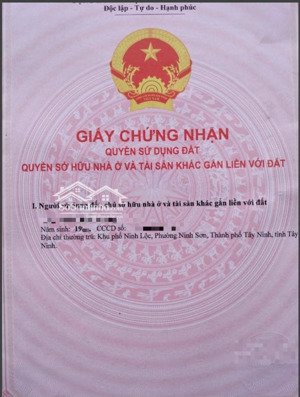 Độc lập - Tự do - Hạnh phúc
GIẤY CHỨNG NHẬN
QUYỀN SỬ DỤNG ĐẤT
QUYỀN SỞ HỮU NHÀ Ở VÀ TÀI SẢN KHÁC GẮN LIỀN VỚI ĐẤT
I. Người sử dụng đất, chủ sở hữu nhà ở và tài sản khác gắn liền với đất
Năm sinh: 19 CCCD số:
Địa chỉ thường trú: Khu phố Ninh Lộc, Phường Ninh Sơn, Thành phố Tây Ninh, tỉnh Tây
Ninh.